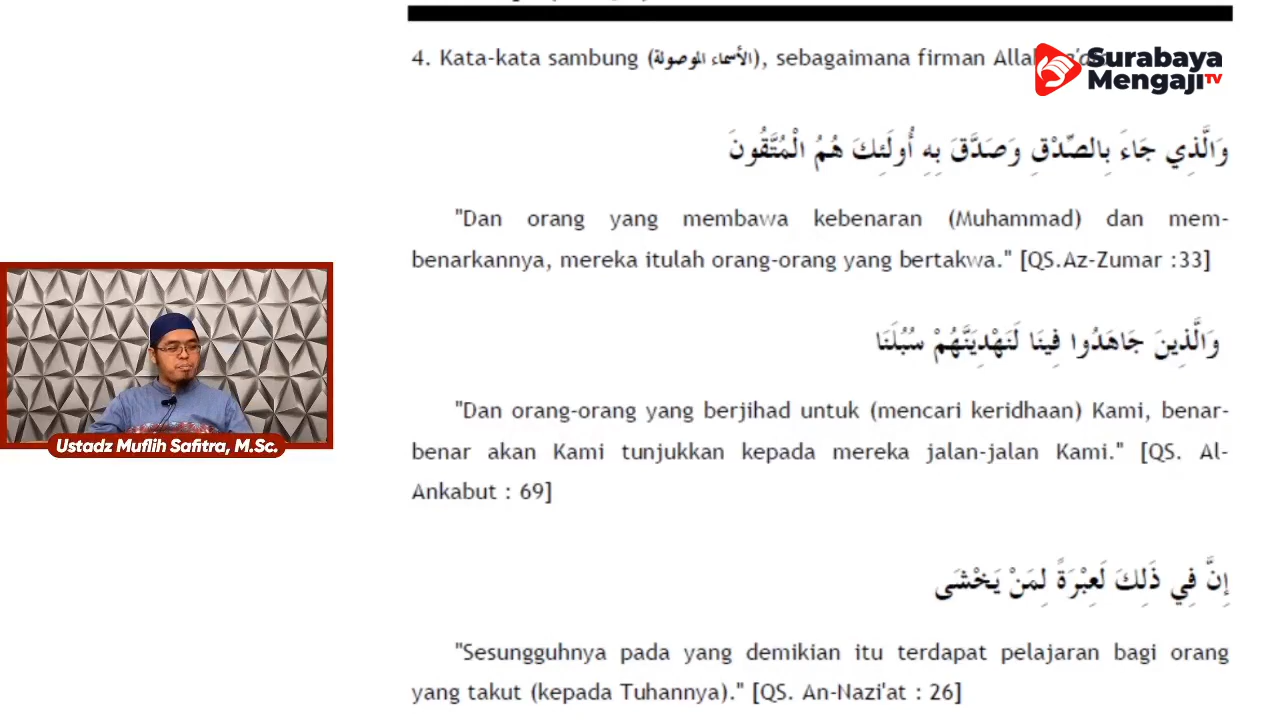 4. Kata-kata sambung (الأسماء الموصولة), sebagaimana firman Allah
Surabaya
Mengaji TV
وَالَّذِي جَاءَ بِالصِّدْقِ وَصَدَّقَ بِهِ أُولَئِكَ هُمُ الْمُتَّقُونَ
"Dan orang yang membawa kebenaran (Muhammad) dan mem-
benarkannya, mereka itulah orang-orang yang bertakwa." [QS.Az-Zumar :33]
وَالَّذِينَ جَاهَدُوا فِينَا لَنَهْدِيَنَّهُمْ سُبُلَنَا
"Dan orang-orang yang berjihad untuk (mencari keridhaan) Kami, benar-
benar akan Kami tunjukkan kepada mereka jalan-jalan Kami." [QS. Al-
Ankabut : 69]
إِنَّ فِي ذَلِكَ لَعِبْرَةً لِمَنْ يَخْشَى
"Sesungguhnya pada yang demikian itu terdapat pelajaran bagi orang
yang takut (kepada Tuhannya)." [QS. An-Nazi'at : 26]
Ustadz Muflih Safitra, M.Sc.